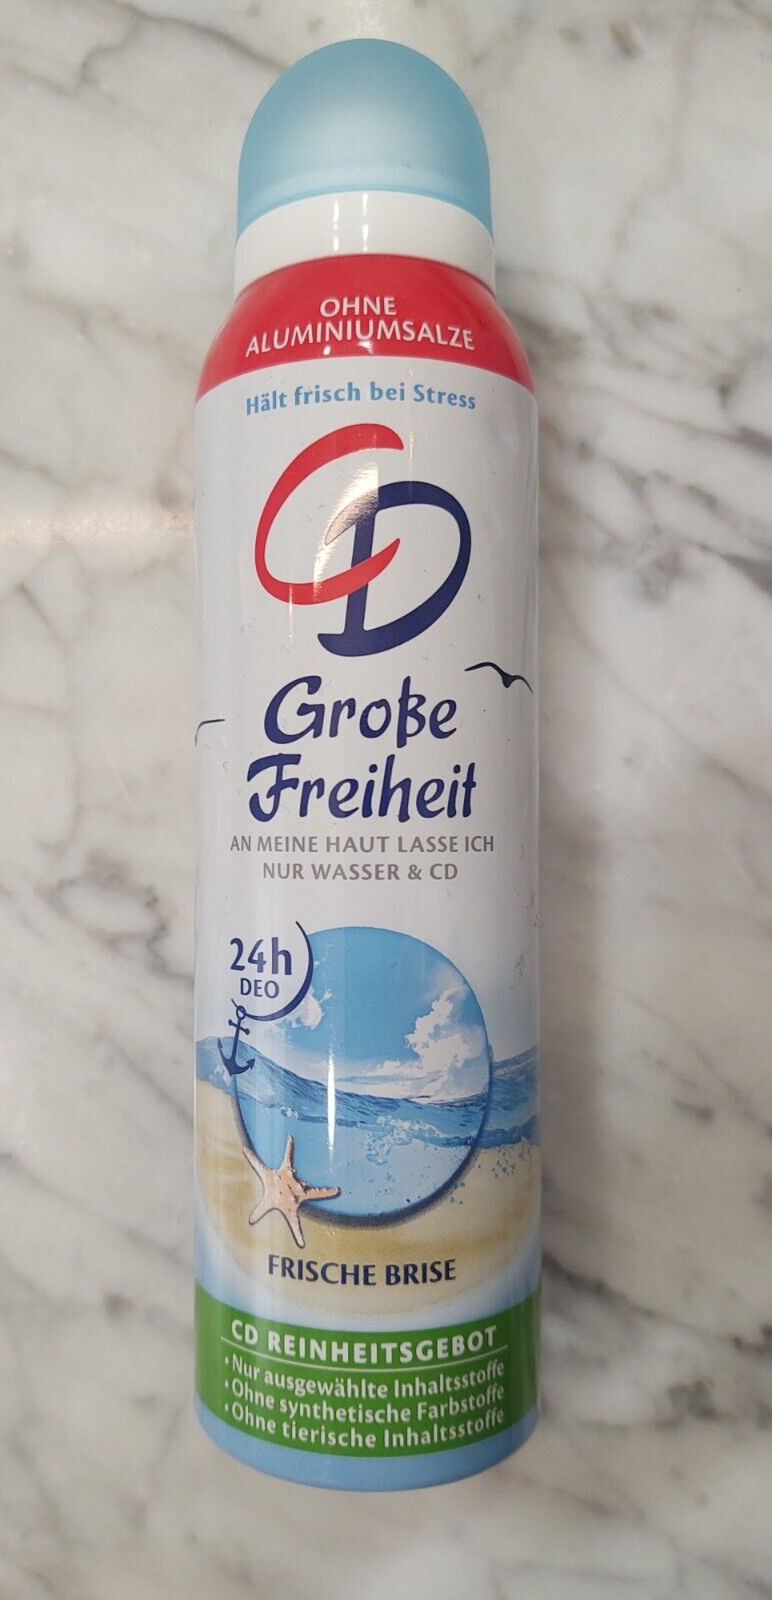 OHNE
ALUMINIUMSALZE
Hält frisch bei Stress
CD
Große
Freiheit
AN MEINE HAUT LASSE ICH
NUR WASSER & CD
24h
DEO
FRISCHE BRISE
CD REINHEITSGEBOT
• Nur ausgewählte Inhaltsstoffe
• Ohne synthetische Farbstoffe
• Ohne tierische Inhaltsstoffe